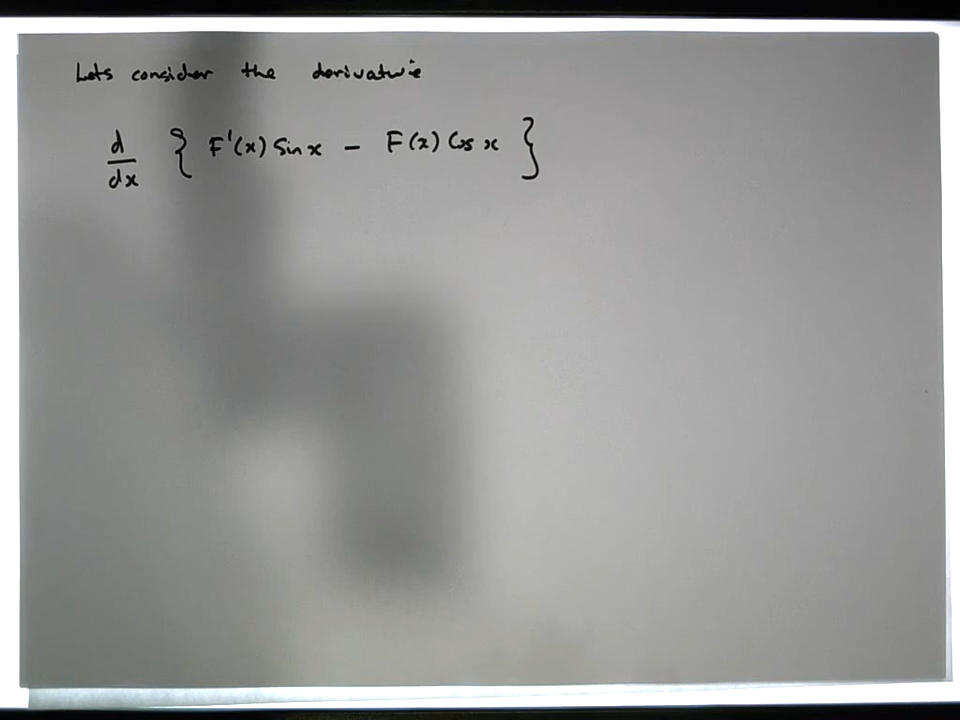 Lets consider the derivative
d/dx { F'(x) Sin x - F(x) Cos x }